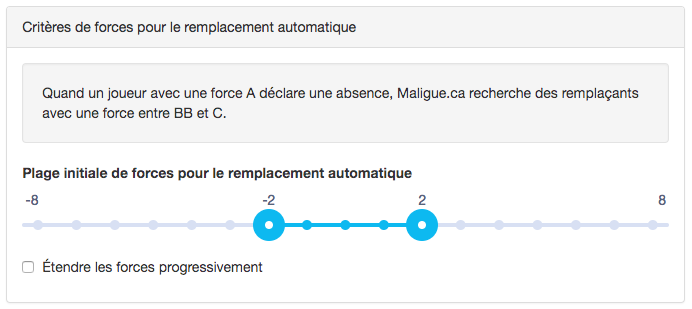 Critères de forces pour le remplacement automatique
Quand un joueur avec une force A déclare une absence, Maligue.ca recherche des remplaçants
avec une force entre BB et C.
Plage initiale de forces pour le remplacement automatique
-8 -2 2 8
Étendre les forces progressivement